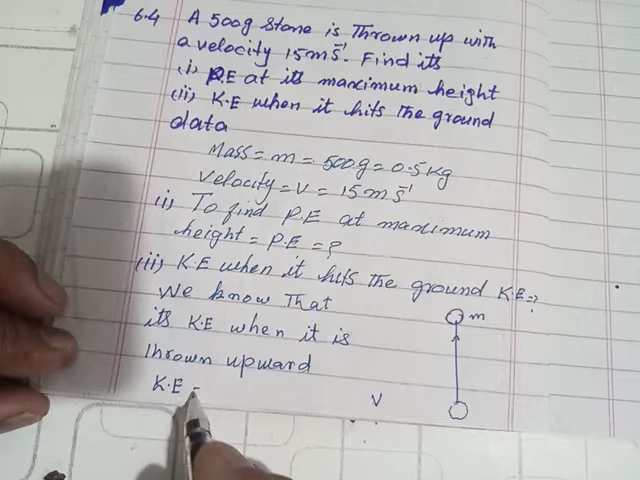 6.4 A 500g stone is Thrown up with
a velocity 15ms⁻¹. Find its
(i) P.E at its maximum height
(ii) K.E when it hits the ground
data
Mass = m = 500g = 0.5kg
velocity = v = 15ms⁻¹
(i) To find P.E at maximum
height = P.E = ?
(ii) K.E when it hits the ground K.E = ?
We know That
its K.E when it is
m
Thrown upward
K.E =
V